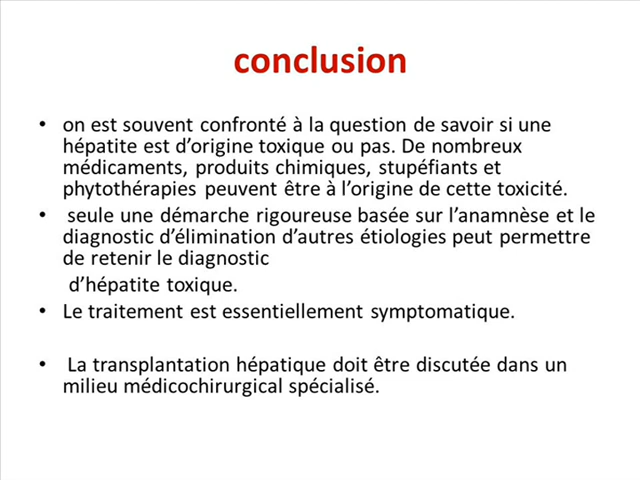 conclusion
• on est souvent confronté à la question de savoir si une
hépatite est d’origine toxique ou pas. De nombreux
médicaments, produits chimiques, stupéfiants et
phytothérapies peuvent être à l’origine de cette toxicité.
• seule une démarche rigoureuse basée sur l’anamnèse et le
diagnostic d’élimination d’autres étiologies peut permettre
de retenir le diagnostic
d’hépatite toxique.
• Le traitement est essentiellement symptomatique.
• La transplantation hépatique doit être discutée dans un
milieu médicochirurgical spécialisé.